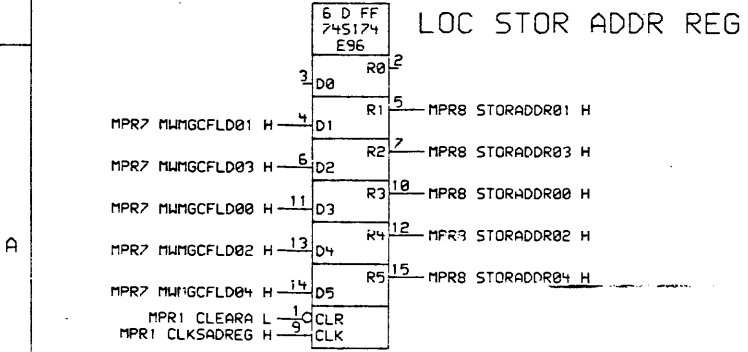 6 D FF
74S174
E96
LOC STOR ADDR REG
3 D0 R0 2
MPR7 MWMGCFLD01 H 4 D1 R1 5 MPR8 STORADDR01 H
MPR7 MWMGCFLD03 H 6 D2 R2 7 MPR8 STORADDR03 H
MPR7 MWMGCFLD00 H 11 D3 R3 10 MPR8 STORADDR00 H
MPR7 MWMGCFLD02 H 13 D4 R4 12 MPR8 STORADDR02 H
MPR7 MWMGCFLD04 H 14 D5 R5 15 MPR8 STORADDR04 H
MPR1 CLEARA L 1 CLR
MPR1 CLKSADREG H 9 CLK
A